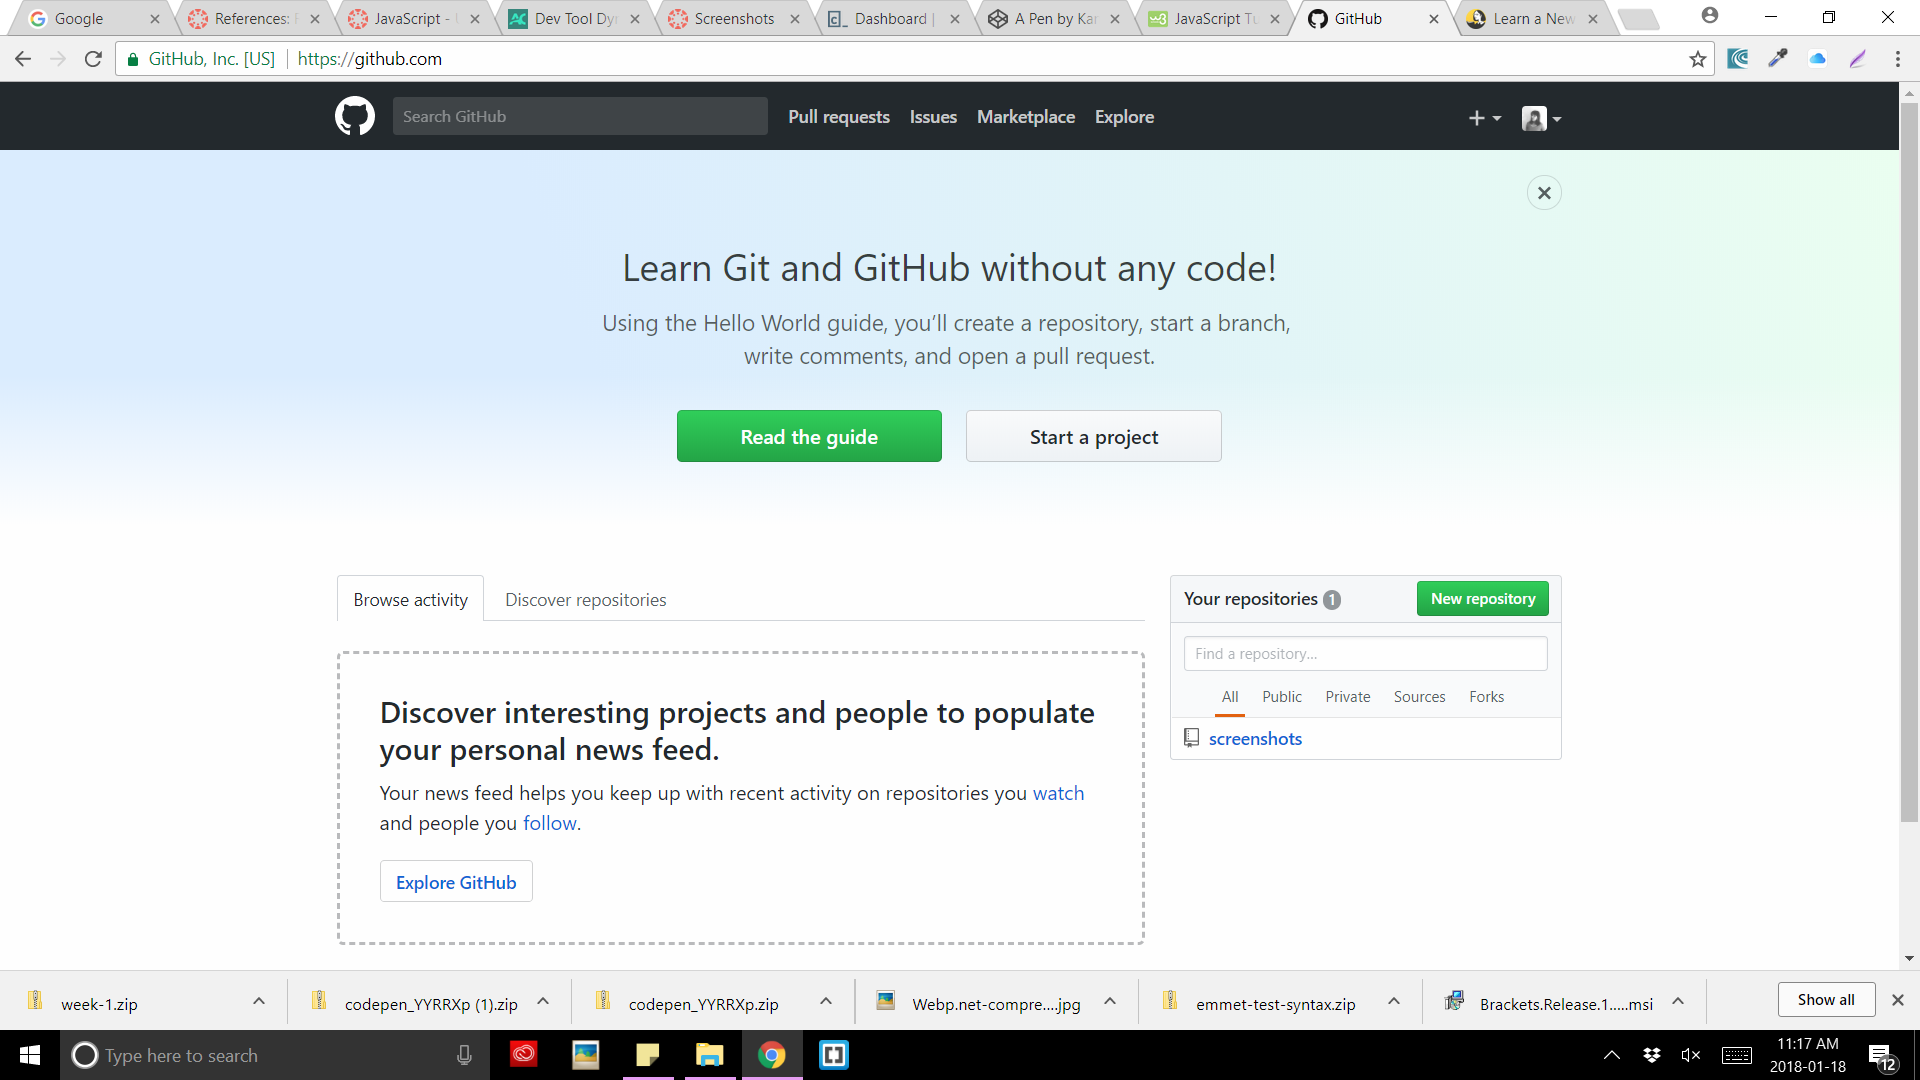 Google
References:
JavaScript -
Dev Tool Dy
Screenshots
Dashboard |
A Pen by Kar
JavaScript Tu
GitHub
Learn a New
GitHub, Inc. [US]
https://github.com
Search GitHub
Pull requests
Issues
Marketplace
Explore
Learn Git and GitHub without any code!
Using the Hello World guide, you’ll create a repository, start a branch,
write comments, and open a pull request.
Read the guide
Start a project
Browse activity
Discover repositories
Your repositories 1
New repository
Find a repository...
All Public Private Sources Forks
screenshots
Discover interesting projects and people to populate
your personal news feed.
Your news feed helps you keep up with recent activity on repositories you watch
and people you follow.
Explore GitHub
week-1.zip
codepen_YYRRXp (1).zip
codepen_YYRRXp.zip
Webp.net-compre....jpg
emmet-test-syntax.zip
Brackets.Release.1.....msi
Show all
Type here to search
11:17 AM
2018-01-18
12